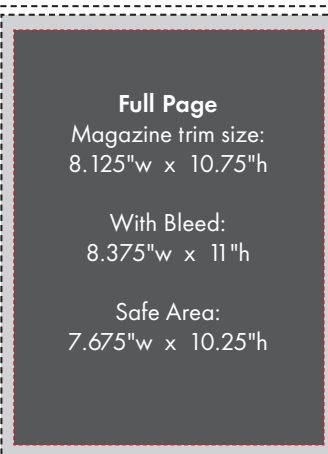 Full Page
Magazine trim size:
8.125"w x 10.75"h
With Bleed:
8.375"w x 11"h
Safe Area:
7.675"w x 10.25"h